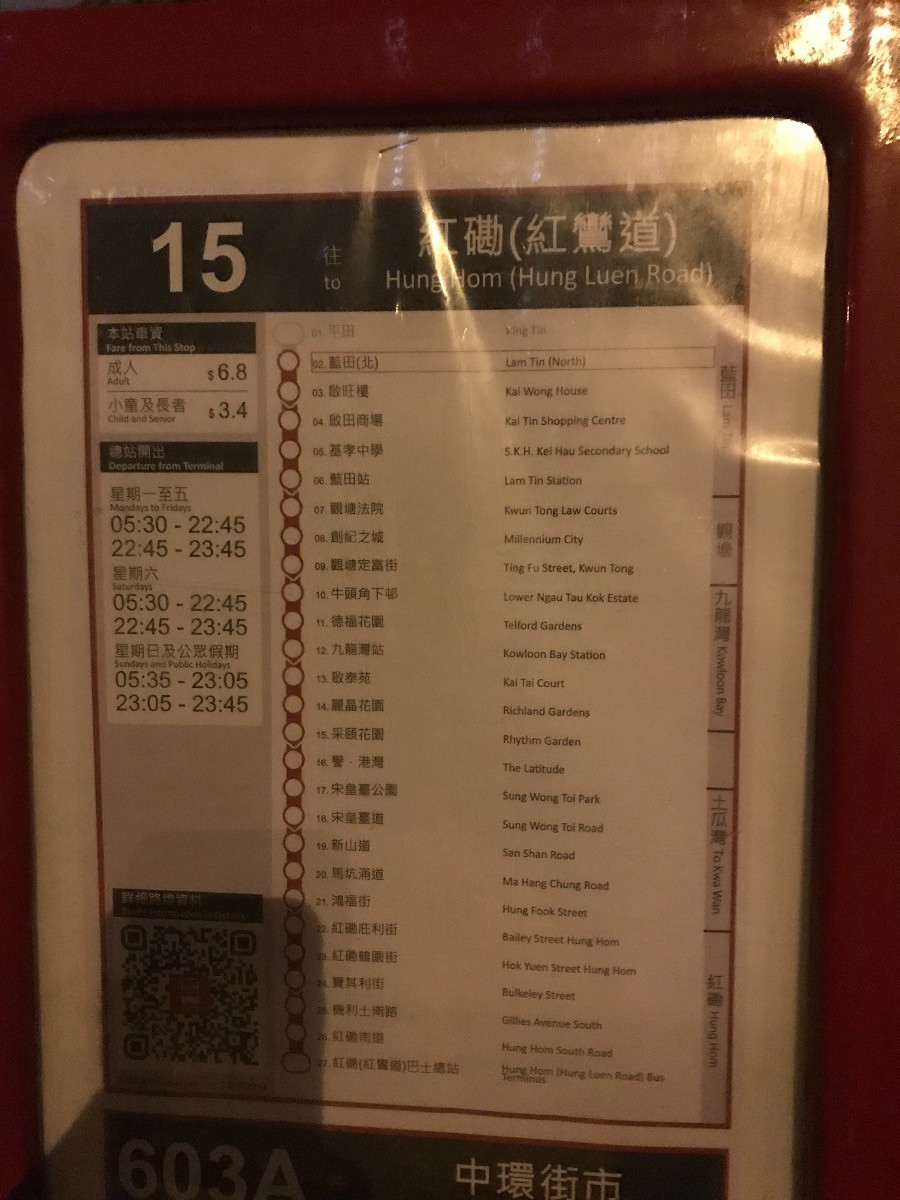 15
往
to
紅磡(紅鸞道)
Hung Hom (Hung Luen Road)
本站車資
Fare from This Stop
成人
Adult
$6.8
小童及長者
Child and Senior
$3.4
總站開出
Departure from Terminal
星期一至五
Mondays to Fridays
05:30 - 22:45
22:45 - 23:45
星期六
Saturdays
05:30 - 22:45
22:45 - 23:45
星期日及公眾假期
Sundays and Public Holidays
05:35 - 23:05
23:05 - 23:45
詳細路線資料
Route Information in Details
01. 平田 Ping Tin
02. 藍田(北) Lam Tin (North)
03. 啟旺樓 Kai Wong House
04. 啟田商場 Kai Tin Shopping Centre
05. 基孝中學 S.K.H. Kei Hau Secondary School
06. 藍田站 Lam Tin Station
07. 觀塘法院 Kwun Tong Law Courts
08. 創紀之城 Millennium City
09. 觀塘定富街 Ting Fu Street, Kwun Tong
10. 牛頭角下邨 Lower Ngau Tau Kok Estate
11. 德福花園 Telford Gardens
12. 九龍灣站 Kowloon Bay Station
13. 啟泰苑 Kai Tai Court
14. 麗晶花園 Richland Gardens
15. 采頤花園 Rhythm Garden
16. 譽．港灣 The Latitude
17. 宋皇臺公園 Sung Wong Toi Park
18. 宋皇臺道 Sung Wong Toi Road
19. 新山道 San Shan Road
20. 馬坑涌道 Ma Hang Chung Road
21. 鴻福街 Hung Fook Street
22. 紅磡庇利街 Bailey Street Hung Hom
23. 紅磡鶴園街 Hok Yuen Street Hung Hom
24. 寶其利街 Bulkeley Street
25. 機利士南路 Gillies Avenue South
26. 紅磡南道 Hung Hom South Road
27. 紅磡(紅鸞道)巴士總站 Hung Hom (Hung Luen Road) Bus
Terminus
藍田 Lam Tin
觀塘
九龍灣 Kowloon Bay
土瓜灣 To Kwa Wan
紅磡 Hung Hom
603A
中環街市